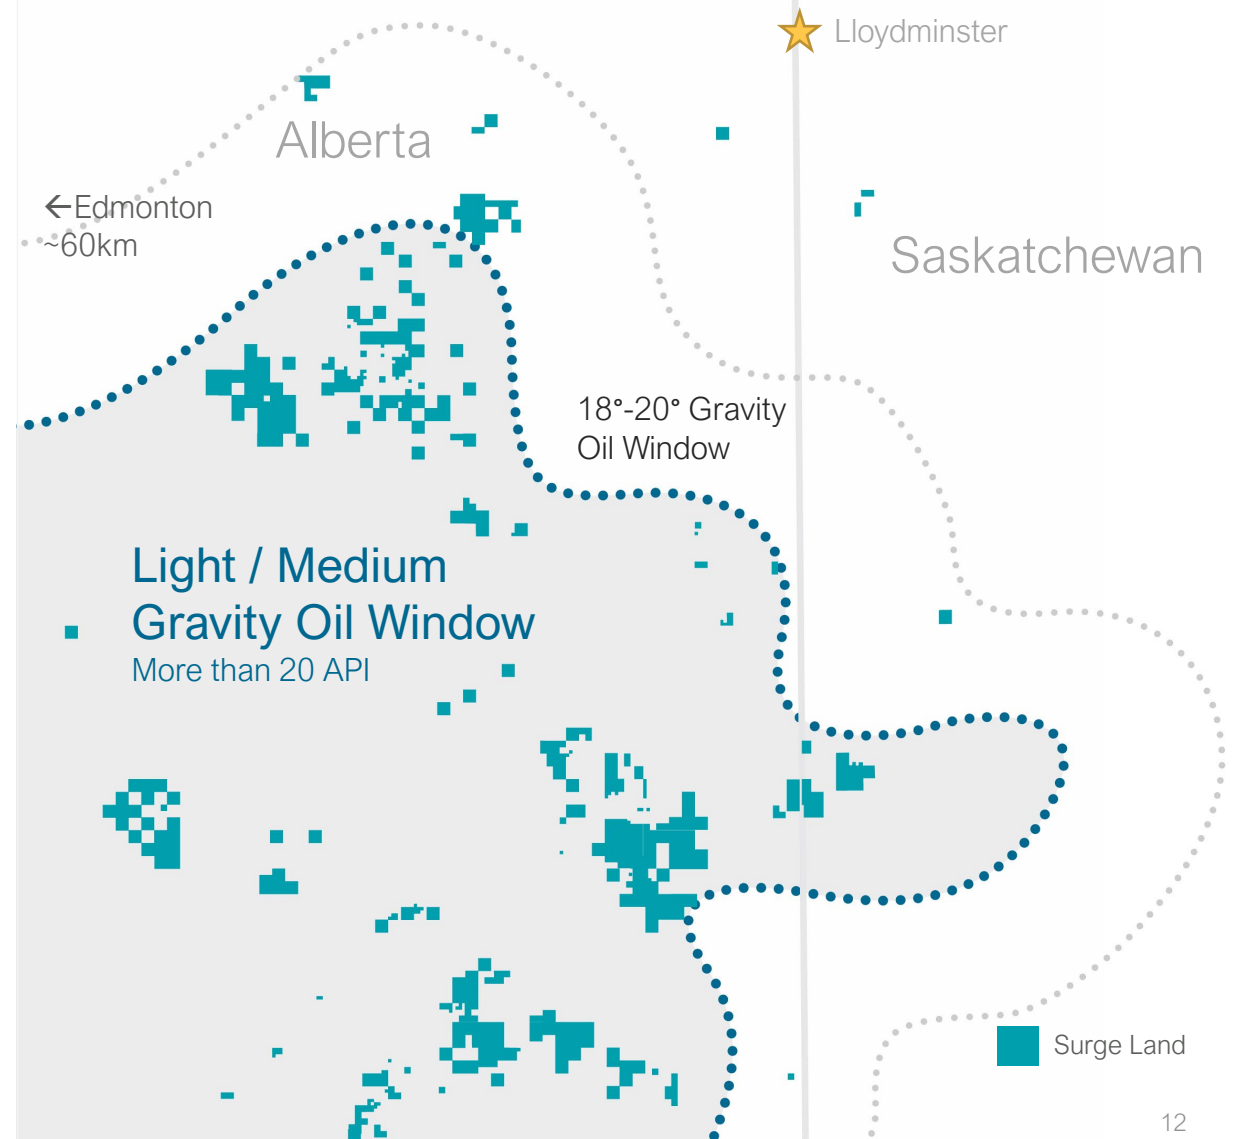 Lloydminster
Alberta
←Edmonton
~60km
Saskatchewan
18°-20° Gravity
Oil Window
Light / Medium
Gravity Oil Window
More than 20 API
Surge Land
12